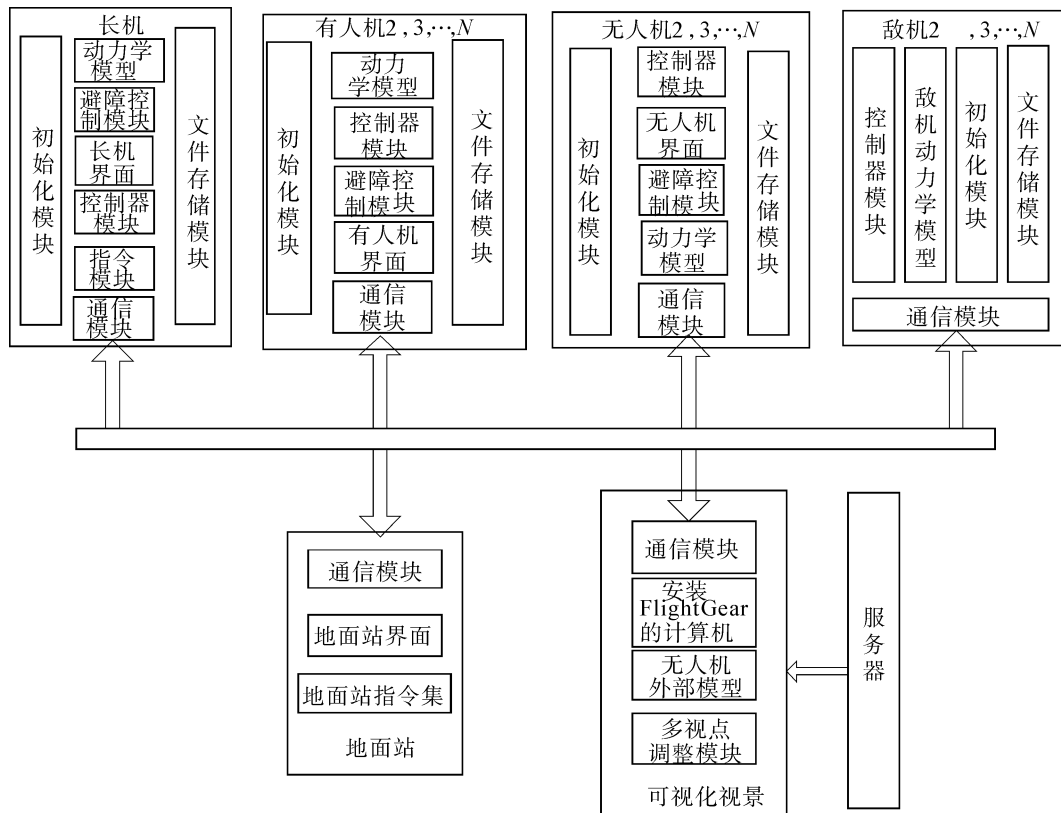 长机
初始化模块
动力学
模型
避障控
制模块
长机
界面
控制器
模块
指令
模块
通信
模块
文件存储模块
有人机2,3,…,N
初始化模块
动力
学模型
控制器
模块
避障控
制模块
有人机
界面
通信
模块
文件存储模块
无人机2,3,…,N
初始化模块
控制器
模块
无人机
界面
避障控
制模块
动力学
模型
通信
模块
文件存储模块
敌机2 ,3,…,N
控制器模块
敌机动力学模型
初始化模块
文件存储模块
通信模块
通信模块
地面站界面
地面站指令集
地面站
通信模块
安装
FlightGear
的计算机
无人机
外部模型
多视点
调整模块
可视化视景
服务器